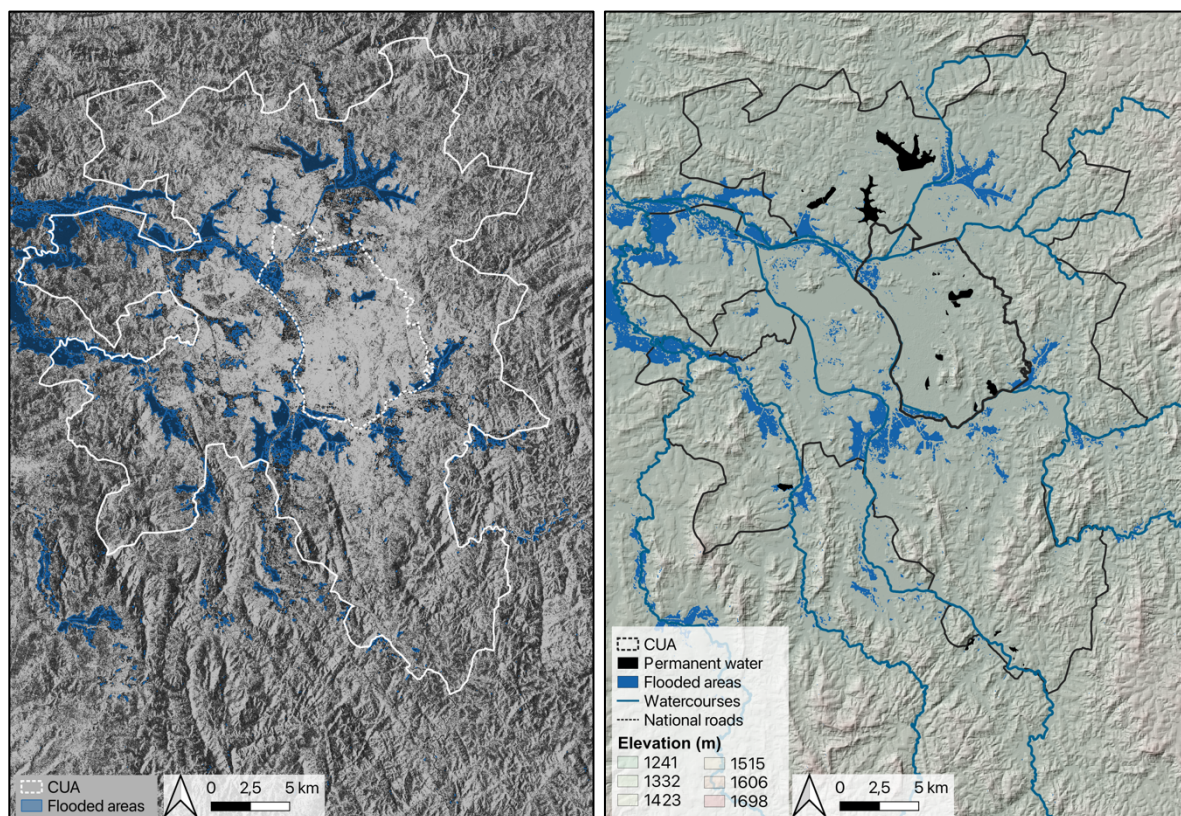 CUA
Flooded areas
0 2,5 5 km
CUA
Permanent water
Flooded areas
Watercourses
National roads
Elevation (m)
1241 1515
1332 1606
1423 1698
0 2,5 5 km